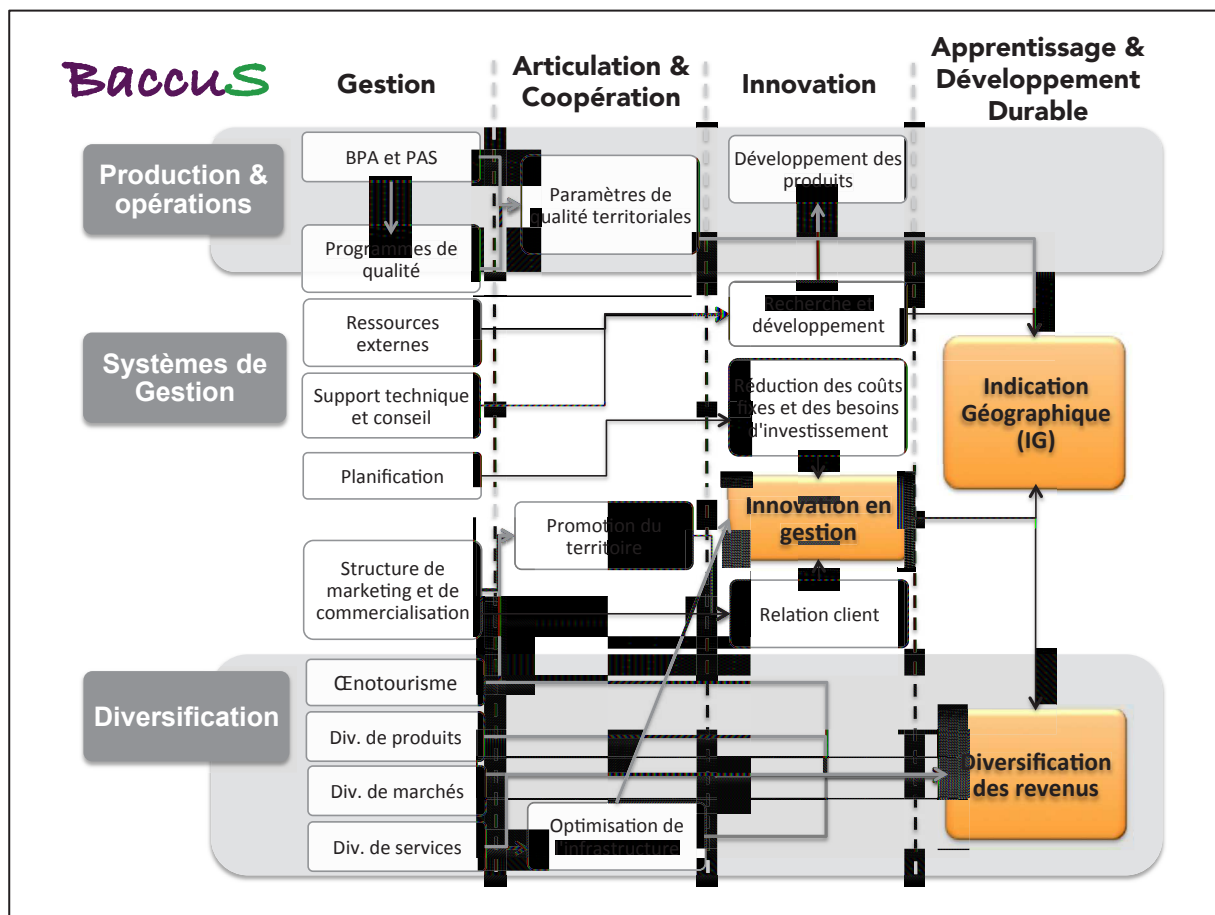 BaccuS
Gestion
Articulation &
Coopération
Innovation
Apprentissage &
Développement
Durable
Production &
opérations
BPA et PAS
Paramètres de
qualité territoriales
Développement des
produits
Programmes de
qualité
Systèmes de
Gestion
Ressources
externes
Recherche et
développement
Support technique
et conseil
Réduction des coûts
fixes et des besoins
d'investissement
Indication
Géographique
(IG)
Planification
Promotion du
territoire
Innovation en
gestion
Structure de
marketing et de
commercialisation
Relation client
Diversification
Œnotourisme
Div. de produits
Div. de marchés
Div. de services
Optimisation de
l'infrastructure
Diversification
des revenus